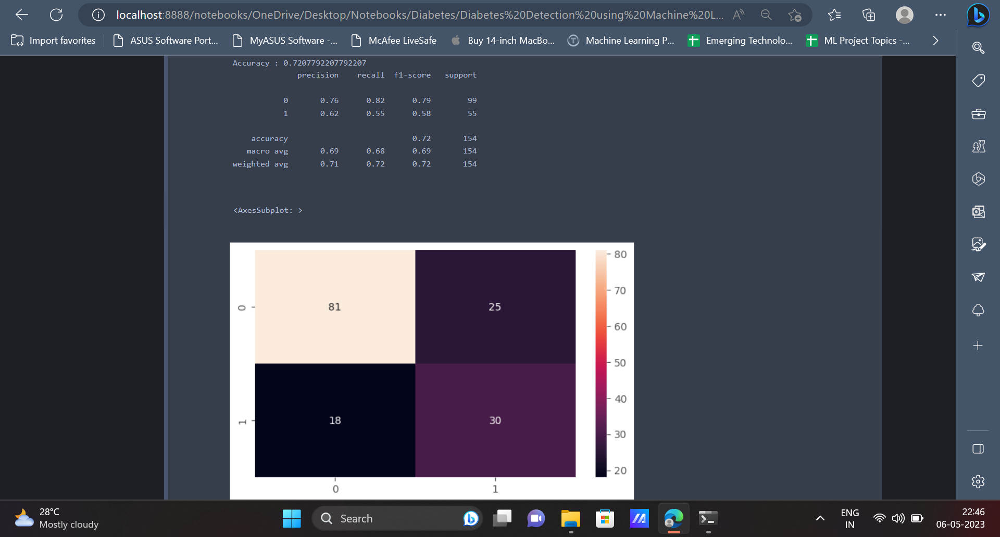 localhost:8888/notebooks/OneDrive/Desktop/Notebooks/Diabetes/Diabetes%20Detection%20using%20Machine%20L...
Import favorites ASUS Software Port... MyASUS Software -... McAfee LiveSafe Buy 14-inch MacBo... Machine Learning P... Emerging Technolo... ML Project Topics -...
Accuracy : 0.7207792207792207
precision recall f1-score support
0 0.76 0.82 0.79 99
1 0.62 0.55 0.58 55
accuracy 0.72 154
macro avg 0.69 0.68 0.69 154
weighted avg 0.71 0.72 0.72 154
<AxesSubplot: >
80
70
60
50
40
30
20
0 81 25
1 18 30
0 1
28°C
Mostly cloudy
Search
ENG
IN
22:46
06-05-2023